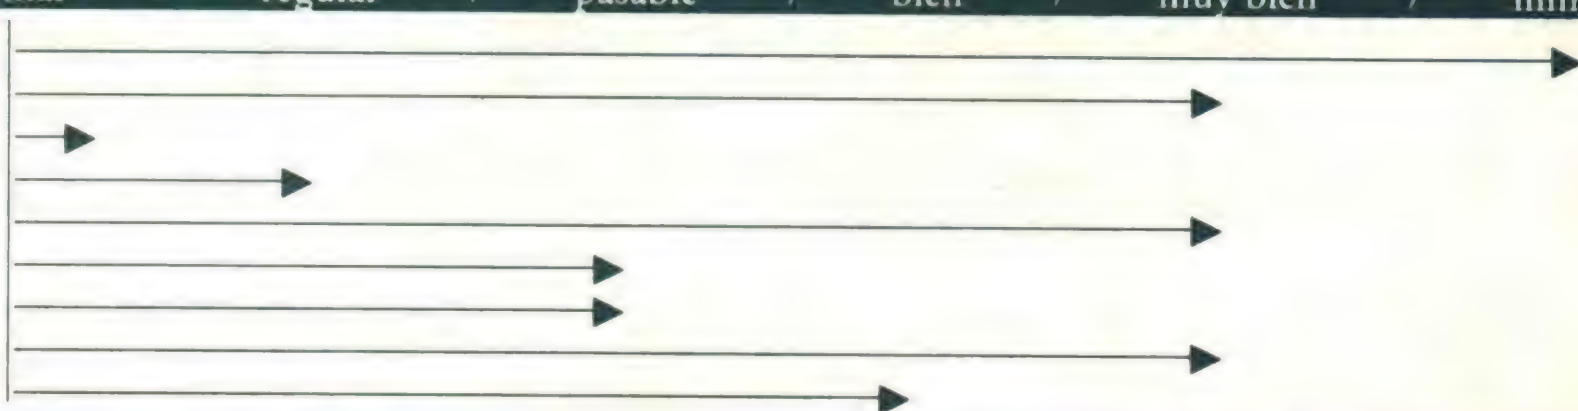 regular / pasable / bien / muy bien /